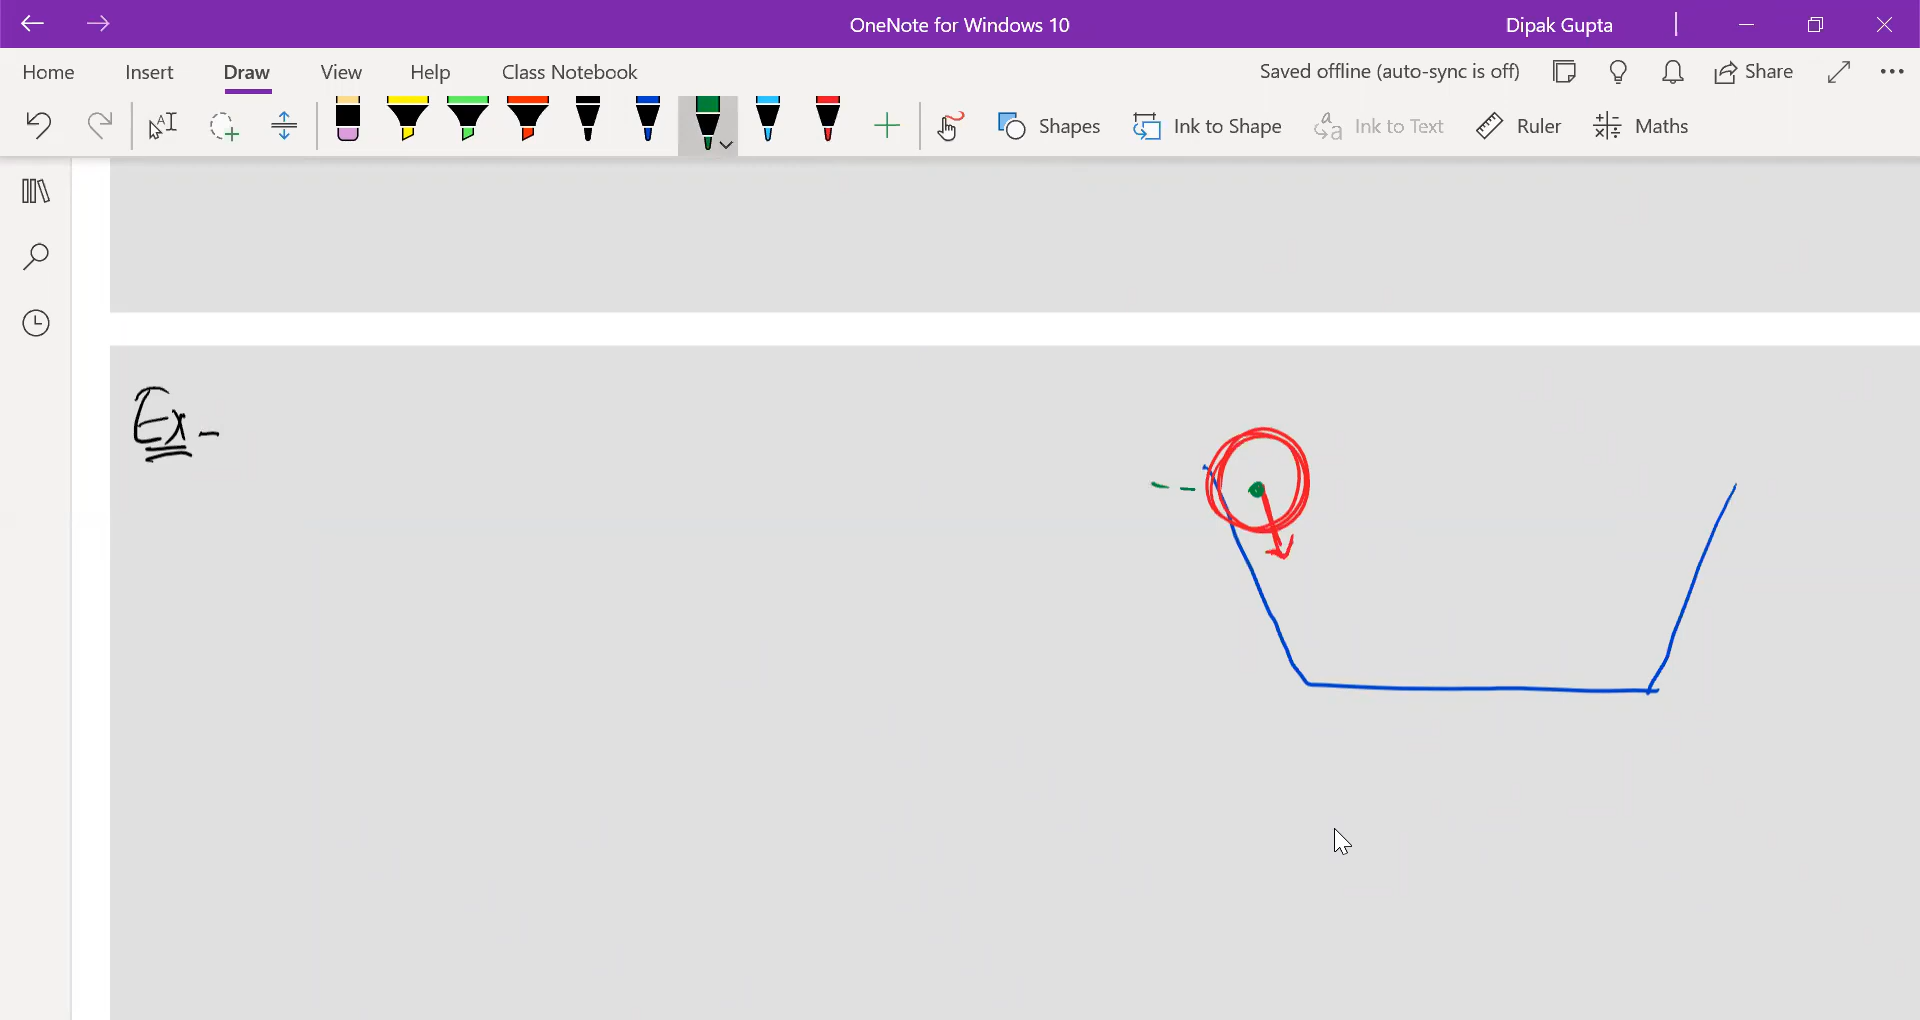 OneNote for Windows 10
Dipak Gupta
Home Insert Draw View Help Class Notebook
Saved offline (auto-sync is off) Share
Shapes Ink to Shape Ink to Text Ruler Maths
Ex -